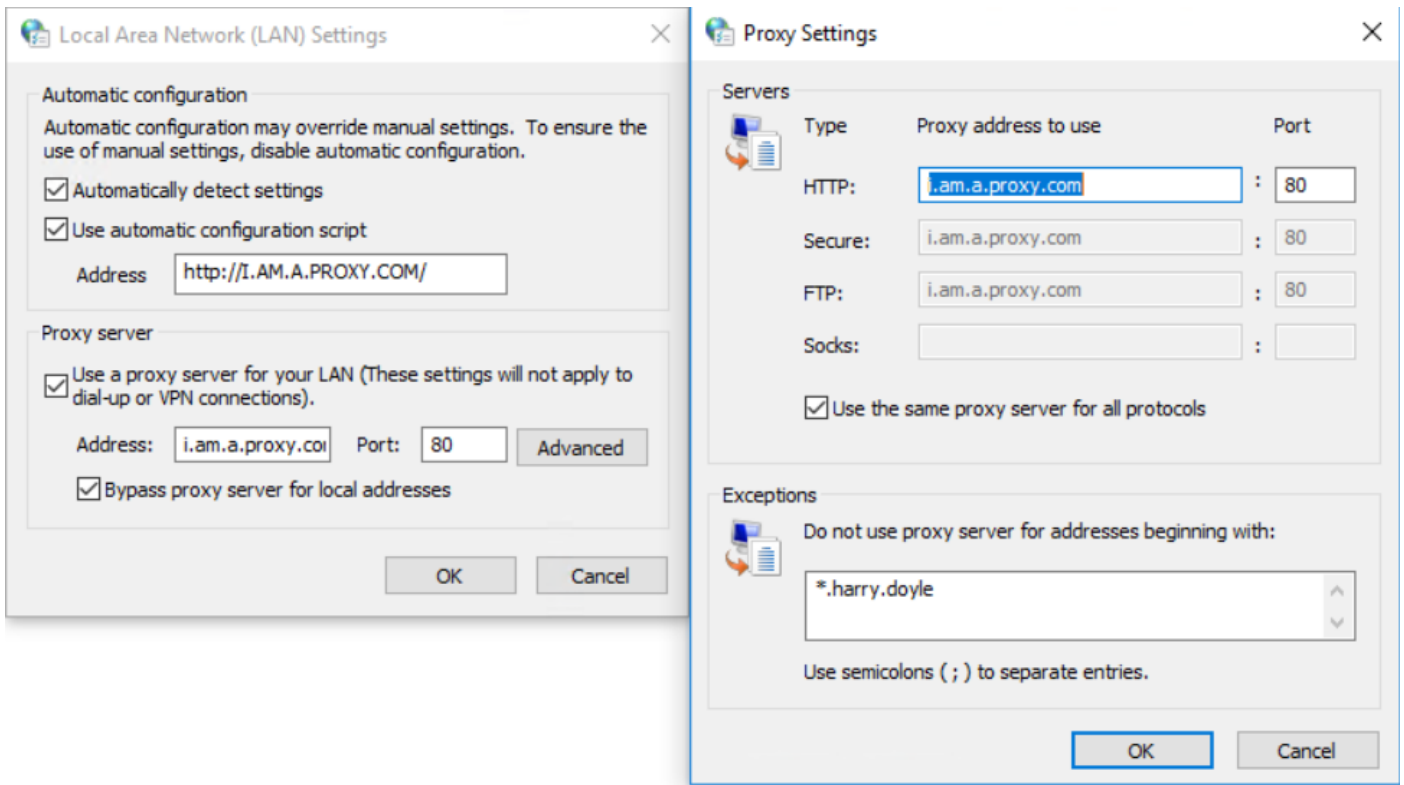 Local Area Network (LAN) Settings
Automatic configuration
Automatic configuration may override manual settings. To ensure the
use of manual settings, disable automatic configuration.
Automatically detect settings
Use automatic configuration script
Address http://I.AM.A.PROXY.COM/
Proxy server
Use a proxy server for your LAN (These settings will not apply to
dial-up or VPN connections).
Address: i.am.a.proxy.com Port: 80 Advanced
Bypass proxy server for local addresses
OK Cancel
Proxy Settings
Servers
Type Proxy address to use Port
HTTP: i.am.a.proxy.com : 80
Secure: i.am.a.proxy.com : 80
FTP: i.am.a.proxy.com : 80
Socks: :
Use the same proxy server for all protocols
Exceptions
Do not use proxy server for addresses beginning with:
*.harry.doyle
Use semicolons ( ; ) to separate entries.
OK Cancel